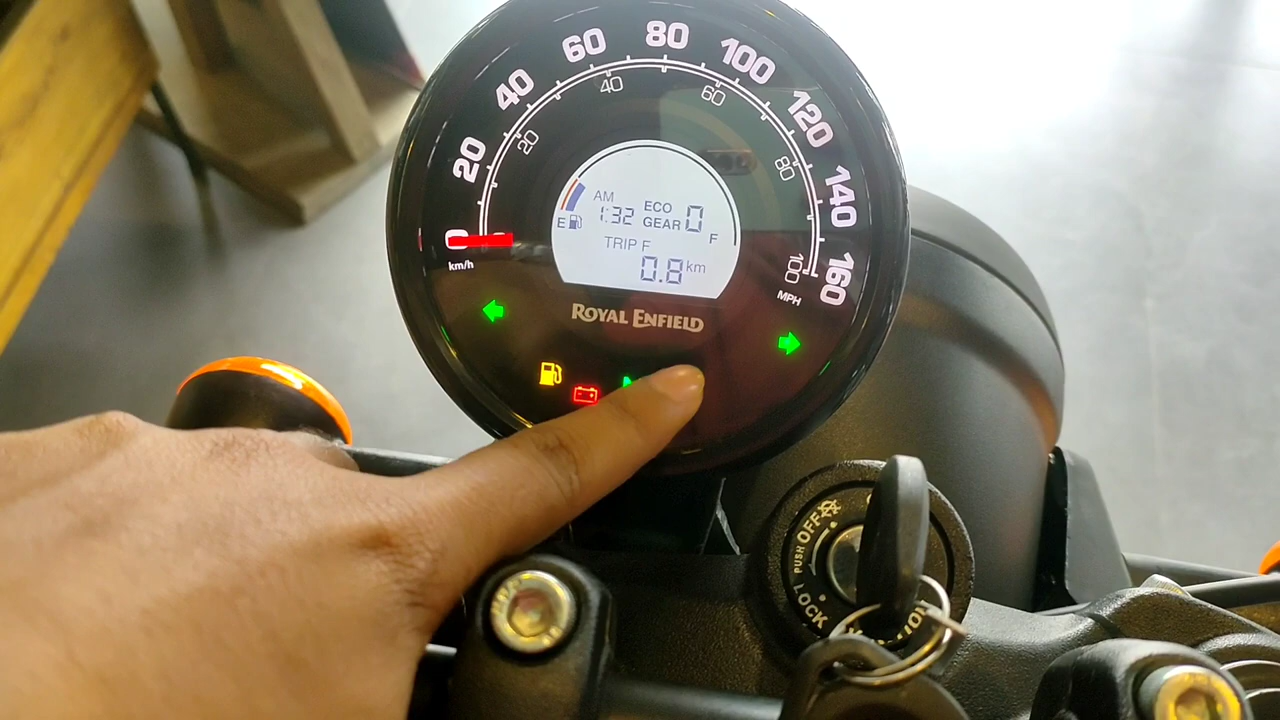 80
60
100
40
120
20
140
0
160
40
60
20
80
100
km/h
MPH
AM
1:32
ECO
GEAR 0
E
F
TRIP F
0.8 km
ROYAL ENFIELD
OFF
PUSH
LOCK